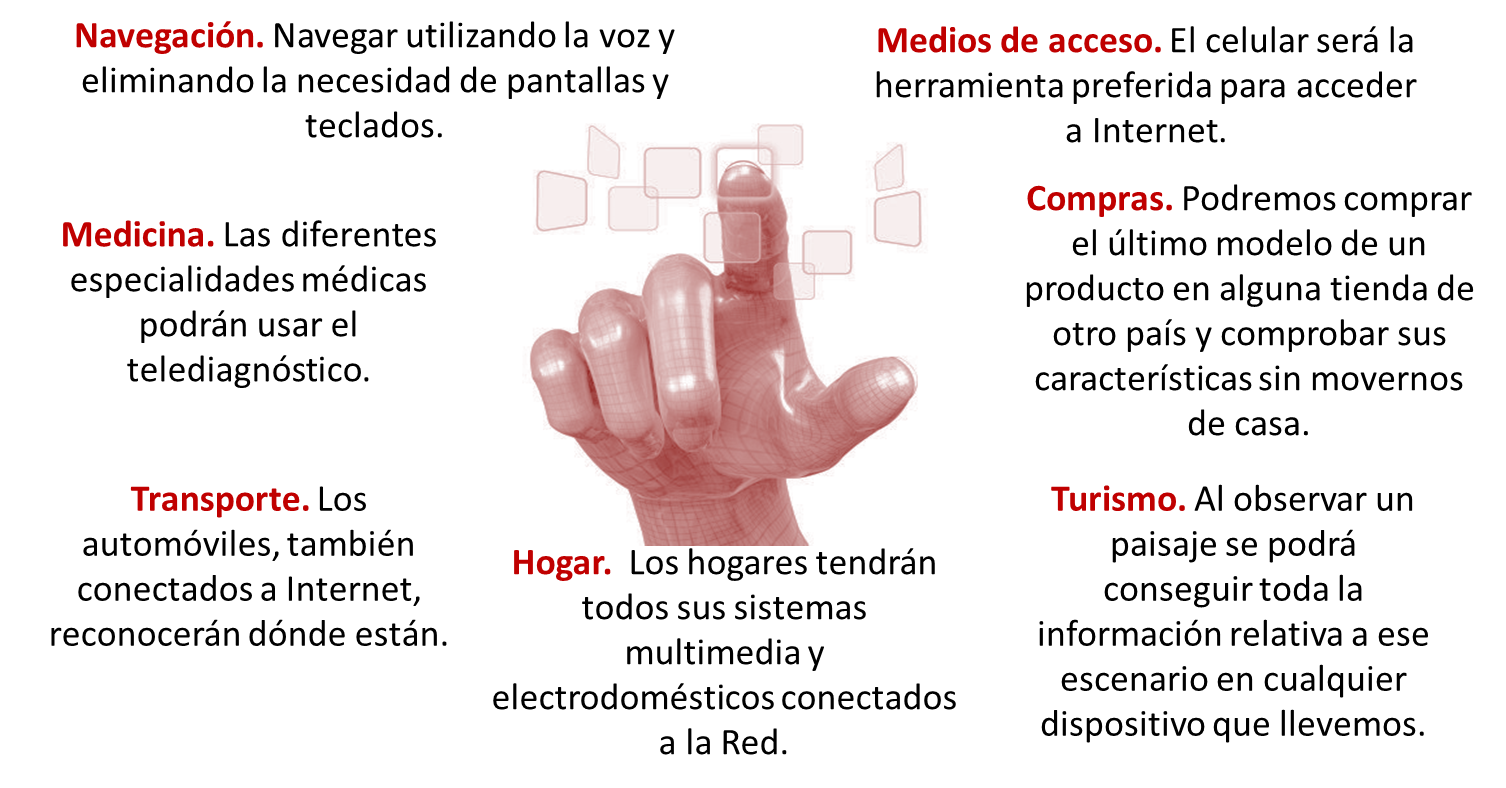 Navegación. Navegar utilizando la voz y
eliminando la necesidad de pantallas y
teclados.
Medios de acceso. El celular será la
herramienta preferida para acceder
a Internet.
Medicina. Las diferentes
especialidades médicas
podrán usar el
telediagnóstico.
Compras. Podremos comprar
el último modelo de un
producto en alguna tienda de
otro país y comprobar sus
características sin movernos
de casa.
Transporte. Los
automóviles, también
conectados a Internet,
reconocerán dónde están.
Hogar.  Los hogares tendrán
todos sus sistemas
multimedia y
electrodomésticos conectados
a la Red.
Turismo. Al observar un
paisaje se podrá
conseguir toda la
información relativa a ese
escenario en cualquier
dispositivo que llevemos.